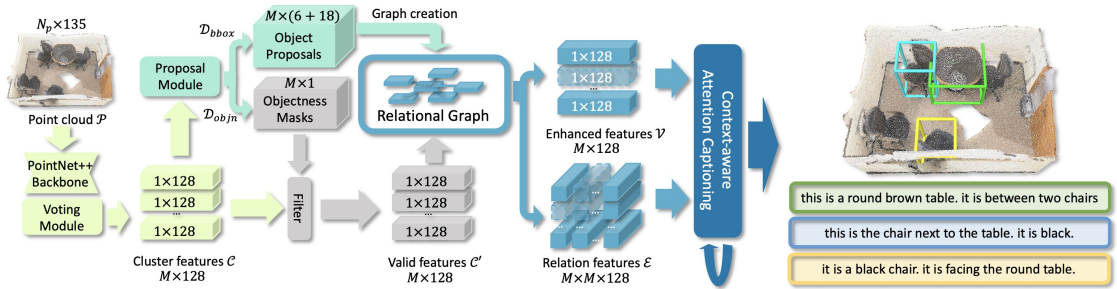 N_p×135
Point cloud P
PointNet++
Backbone
Voting
Module
Proposal
Module
D_bbox
D_objn
M×(6 + 18)
Object
Proposals
M×1
Objectness
Masks
Graph creation
Relational Graph
1×128
1×128
...
1×128
Cluster features C
M×128
Filter
1×128
1×128
...
1×128
Valid features C′
M×128
1×128
1×128
...
1×128
Enhanced features V
M×128
...
...
...
Relation features E
M×M×128
Context-aware
Attention Captioning
this is a round brown table. it is between two chairs
this is the chair next to the table. it is black.
it is a black chair. it is facing the round table.